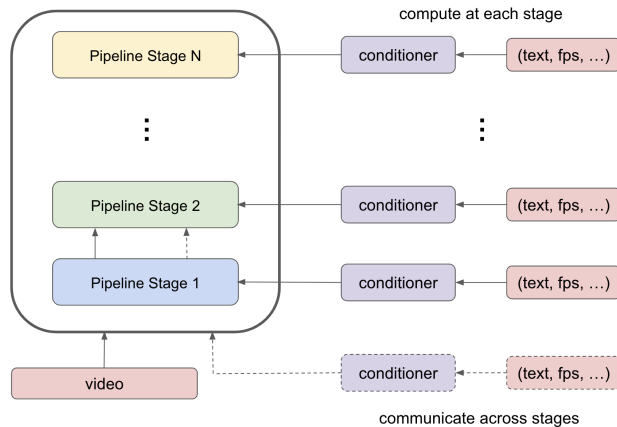 compute at each stage
Pipeline Stage N
conditioner
(text, fps, …)
⋮
⋮
Pipeline Stage 2
conditioner
(text, fps, …)
Pipeline Stage 1
conditioner
(text, fps, …)
video
conditioner
(text, fps, …)
communicate across stages